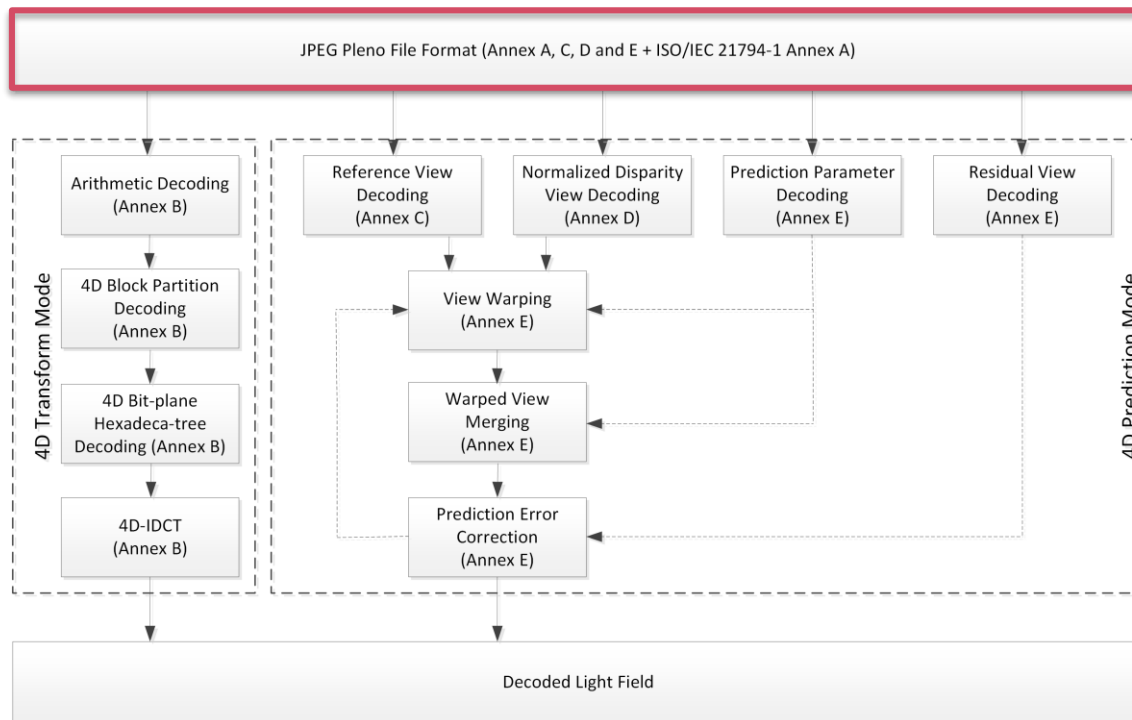 JPEG Pleno File Format (Annex A, C, D and E + ISO/IEC 21794-1 Annex A)
4D Transform Mode
Arithmetic Decoding
(Annex B)
4D Block Partition
Decoding
(Annex B)
4D Bit-plane
Hexadeca-tree
Decoding (Annex B)
4D-IDCT
(Annex B)
Reference View
Decoding
(Annex C)
Normalized Disparity
View Decoding
(Annex D)
Prediction Parameter
Decoding
(Annex E)
Residual View
Decoding
(Annex E)
View Warping
(Annex E)
Warped View
Merging
(Annex E)
Prediction Error
Correction
(Annex E)
4D Prediction Mode
Decoded Light Field